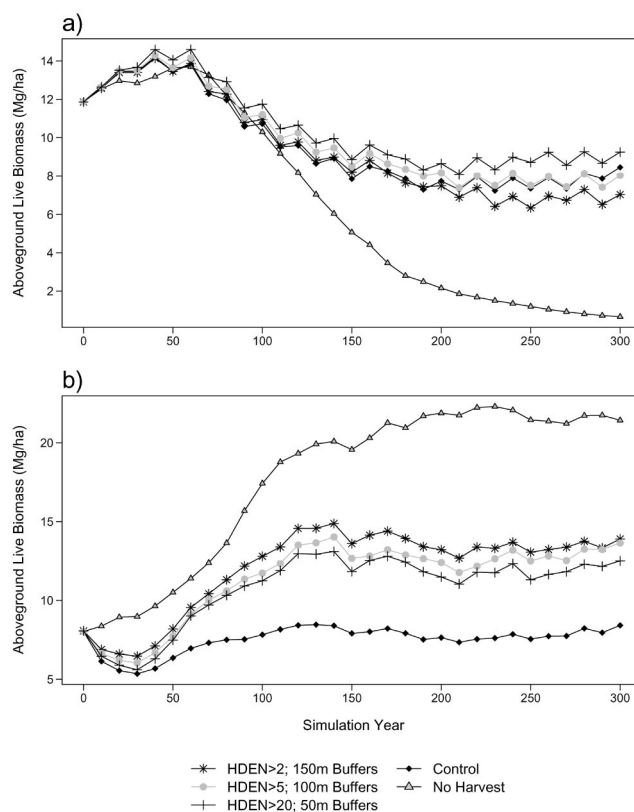 a)
Aboveground Live Biomass (Mg/ha)
14
12
10
8
6
4
2
0 50 100 150 200 250 300
b)
Aboveground Live Biomass (Mg/ha)
20
15
10
5
0 50 100 150 200 250 300
Simulation Year
HDEN>2; 150m Buffers Control
HDEN>5; 100m Buffers No Harvest
HDEN>20; 50m Buffers